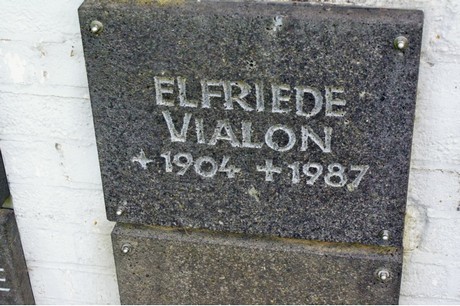 ELFRIEDE
VIALON
+ 1904 + 1987